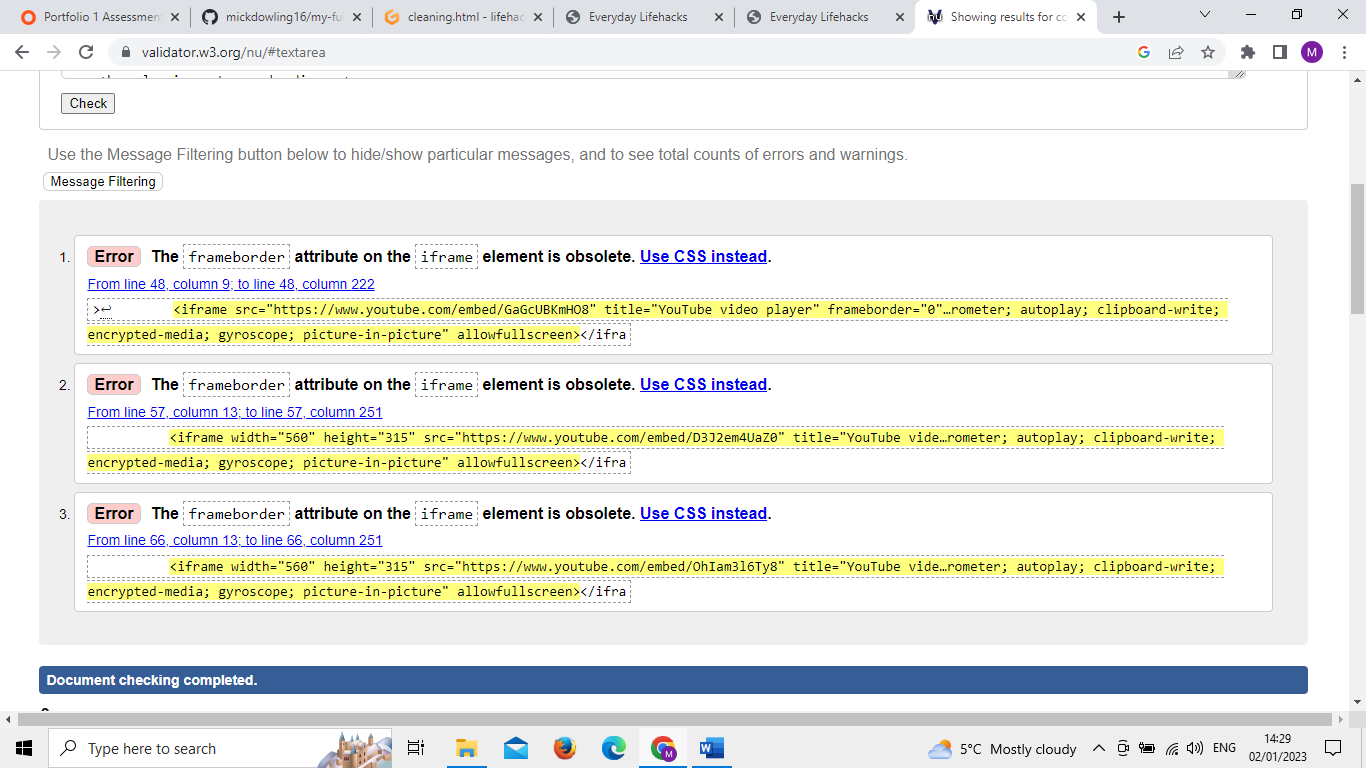 Portfolio 1 Assessment
mickdowling16/my-ful
cleaning.html - lifehac
Everyday Lifehacks
Everyday Lifehacks
Showing results for co
validator.w3.org/nu/#textarea
M
Check
Use the Message Filtering button below to hide/show particular messages, and to see total counts of errors and warnings.
Message Filtering
1. Error The frameborder attribute on the iframe element is obsolete. Use CSS instead.
From line 48, column 9; to line 48, column 222
>↩ <iframe src="https://www.youtube.com/embed/GaGcUBKmHO8" title="YouTube video player" frameborder="0"…rometer; autoplay; clipboard-write;
encrypted-media; gyroscope; picture-in-picture" allowfullscreen></ifra
2. Error The frameborder attribute on the iframe element is obsolete. Use CSS instead.
From line 57, column 13; to line 57, column 251
<iframe width="560" height="315" src="https://www.youtube.com/embed/D3J2em4UaZ0" title="YouTube vide…rometer; autoplay; clipboard-write;
encrypted-media; gyroscope; picture-in-picture" allowfullscreen></ifra
3. Error The frameborder attribute on the iframe element is obsolete. Use CSS instead.
From line 66, column 13; to line 66, column 251
<iframe width="560" height="315" src="https://www.youtube.com/embed/OhIam3l6Ty8" title="YouTube vide…rometer; autoplay; clipboard-write;
encrypted-media; gyroscope; picture-in-picture" allowfullscreen></ifra
Document checking completed.
Type here to search
5°C Mostly cloudy
ENG
14:29
02/01/2023